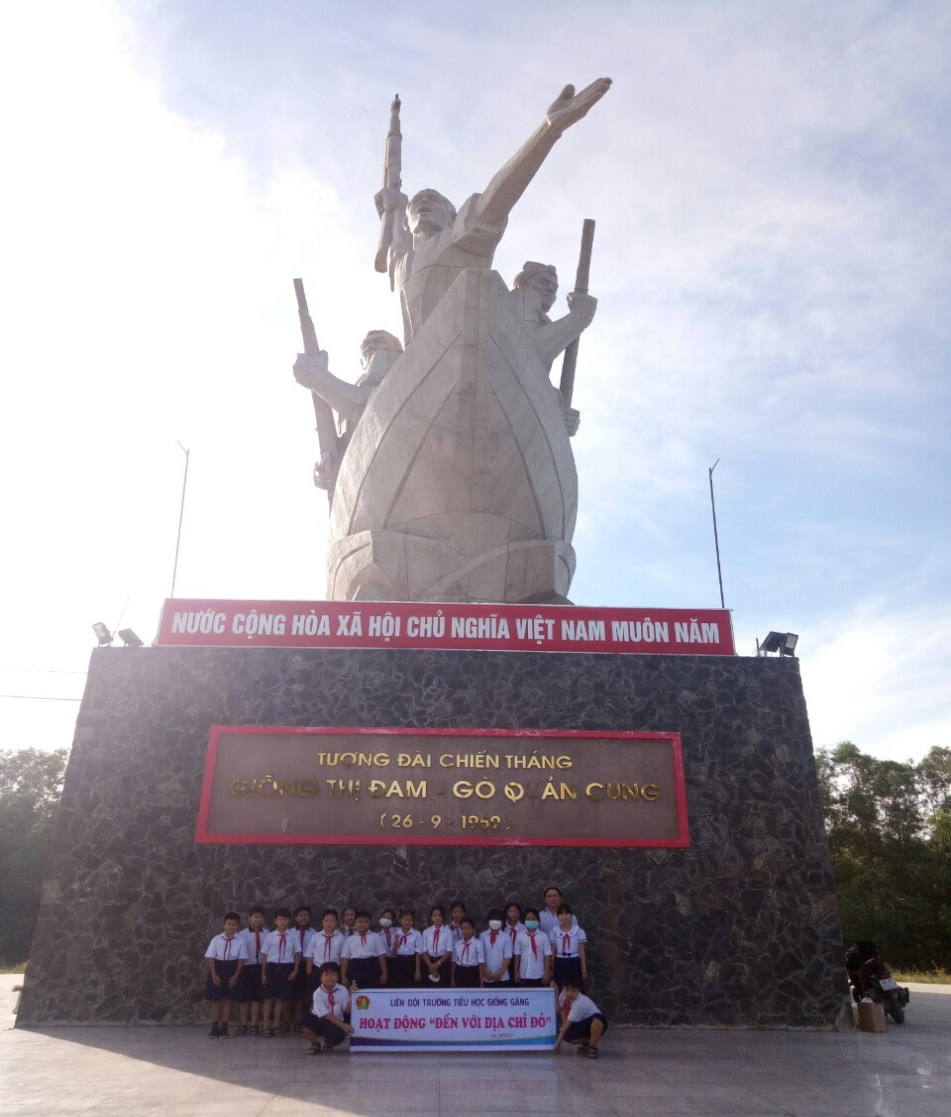 NƯỚC CỘNG HÒA XÃ HỘI CHỦ NGHĨA VIỆT NAM MUÔN NĂM
TƯỢNG ĐÀI CHIẾN THẮNG
GIỒNG THỊ ĐAM - GÒ QUẢN CUNG
( 26 - 9 - 1959 )
LIÊN ĐỘI TRƯỜNG TIỂU HỌC GIỒNG GĂNG
HOẠT ĐỘNG "ĐẾN VỚI ĐỊA CHỈ ĐỎ"